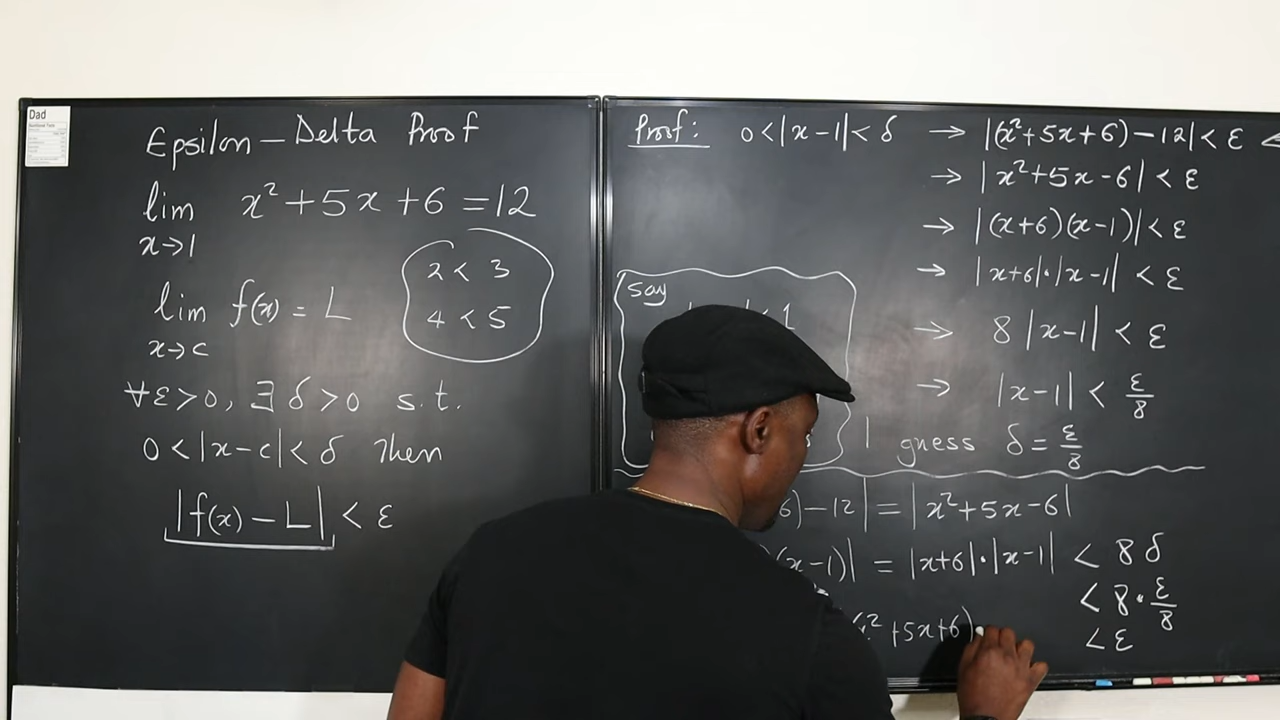 Dad
Epsilon – Delta Proof
lim x² + 5x + 6 = 12
x→1
2 < 3
4 < 5
lim f(x) = L
x→c
∀ε>0, ∃ δ>0 s.t.
0<|x-c|<δ then
|f(x) - L| < ε
Proof: 0<|x-1|<δ → |(x²+5x+6)-12|< ε
→ |x²+5x-6| < ε
→ |(x+6)(x-1)| < ε
→ |x+6|·|x-1| < ε
say
< 1
→ 8 |x-1| < ε
→ |x-1| < ε/8
I guess δ = ε/8
6)-12| = |x²+5x-6|
(x-1)| = |x+6|·|x-1| < 8 δ
< 8 · ε/8
(x²+5x+6)
< ε